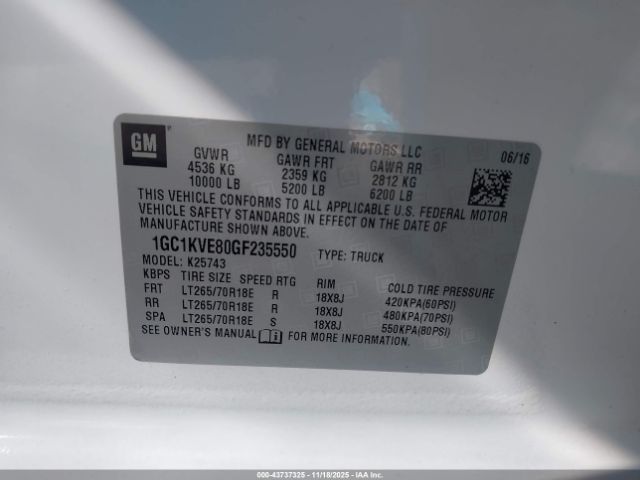 GM
MFD BY GENERAL MOTORS LLC 06/16
GVWR GAWR FRT GAWR RR
4536 KG 2359 KG 2812 KG
10000 LB 5200 LB 6200 LB
THIS VEHICLE CONFORMS TO ALL APPLICABLE U.S. FEDERAL MOTOR
VEHICLE SAFETY STANDARDS IN EFFECT ON THE DATE OF
MANUFACTURE SHOWN ABOVE.
1GC1KVE80GF235550 TYPE: TRUCK
MODEL: K25743
KBPS TIRE SIZE SPEED RTG RIM COLD TIRE PRESSURE
FRT LT265/70R18E R 18X8J 420KPA(60PSI)
RR LT265/70R18E R 18X8J 480KPA(70PSI)
SPA LT265/70R18E S 18X8J 550KPA(80PSI)
SEE OWNER'S MANUAL FOR MORE INFORMATION.
000-43737325 - 11/18/2025 - IAA Holdings, LLC.